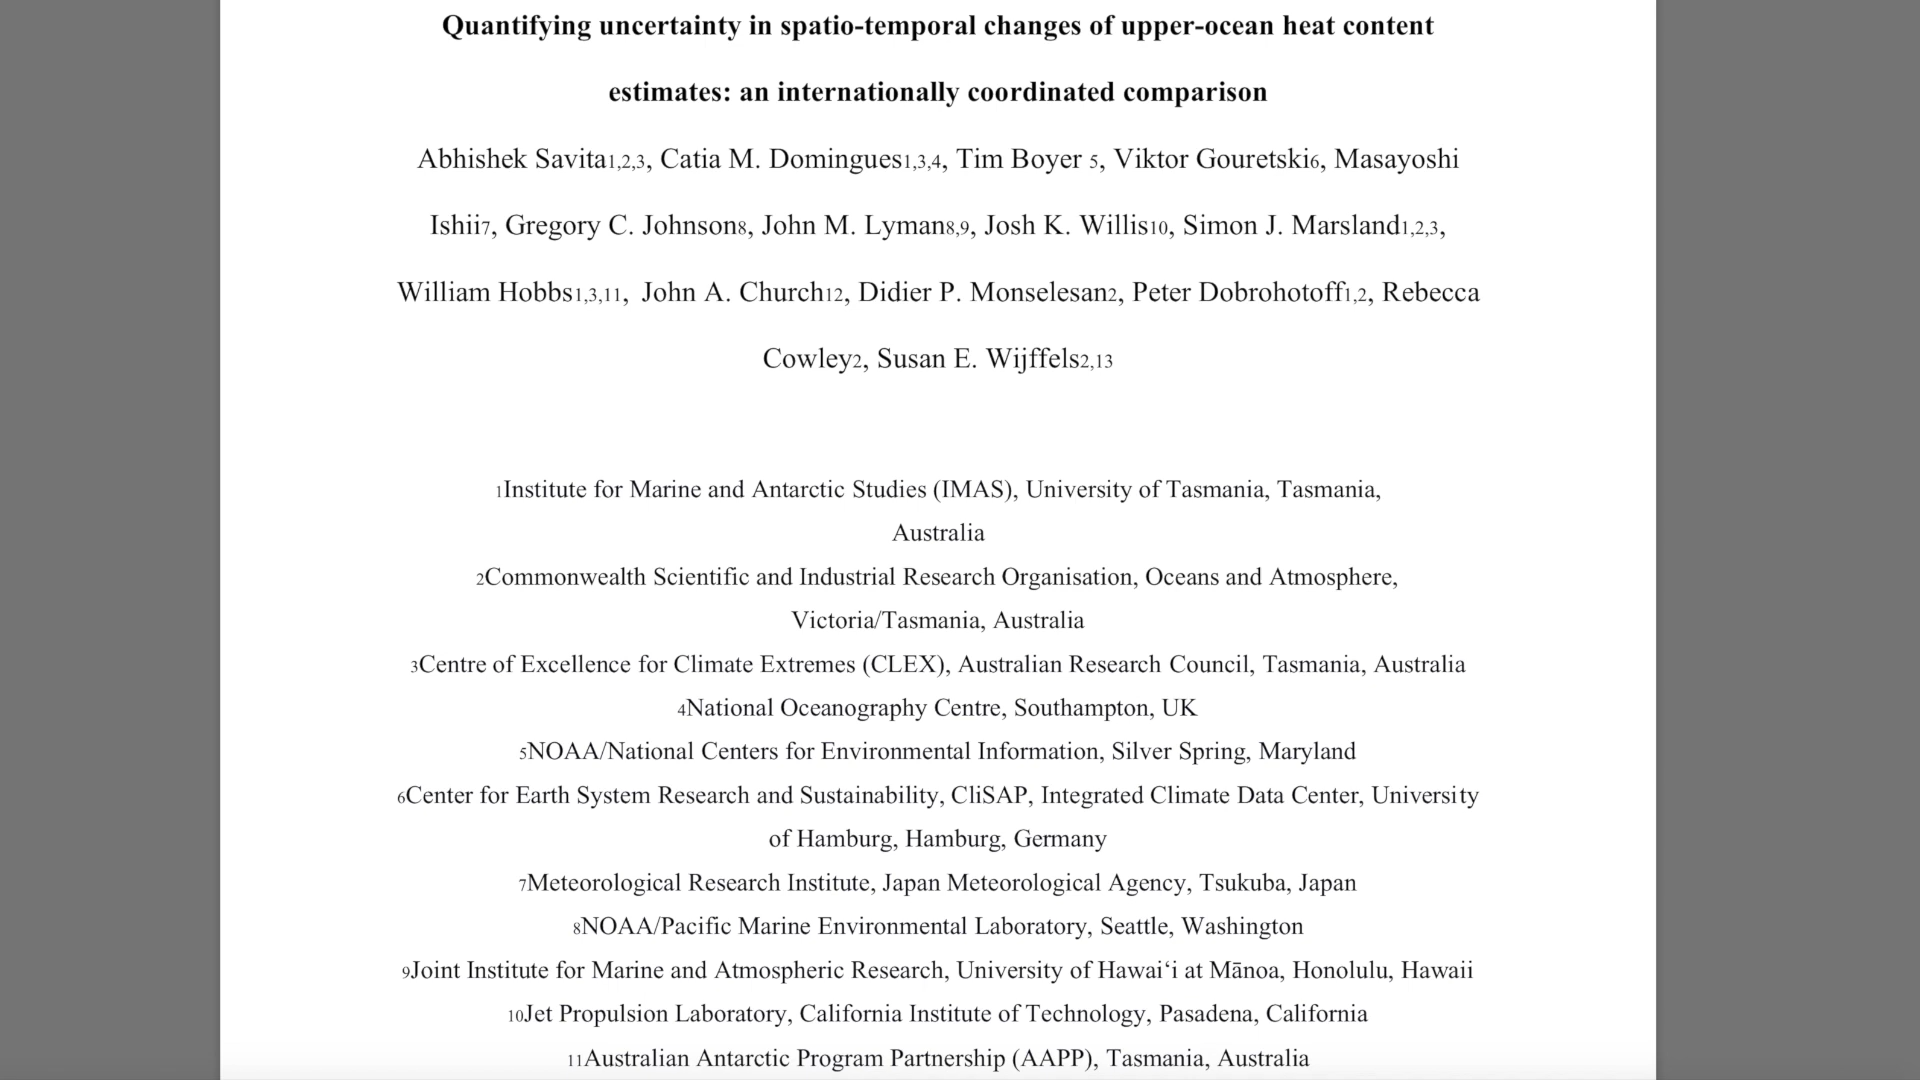 Quantifying uncertainty in spatio-temporal changes of upper-ocean heat content
estimates: an internationally coordinated comparison
Abhishek Savita1,2,3, Catia M. Domingues1,3,4, Tim Boyer 5, Viktor Gouretski6, Masayoshi
Ishii7, Gregory C. Johnson8, John M. Lyman8,9, Josh K. Willis10, Simon J. Marsland1,2,3,
William Hobbs1,3,11, John A. Church12, Didier P. Monselesan2, Peter Dobrohotoff1,2, Rebecca
Cowley2, Susan E. Wijffels2,13
1Institute for Marine and Antarctic Studies (IMAS), University of Tasmania, Tasmania,
Australia
2Commonwealth Scientific and Industrial Research Organisation, Oceans and Atmosphere,
Victoria/Tasmania, Australia
3Centre of Excellence for Climate Extremes (CLEX), Australian Research Council, Tasmania, Australia
4National Oceanography Centre, Southampton, UK
5NOAA/National Centers for Environmental Information, Silver Spring, Maryland
6Center for Earth System Research and Sustainability, CliSAP, Integrated Climate Data Center, University
of Hamburg, Hamburg, Germany
7Meteorological Research Institute, Japan Meteorological Agency, Tsukuba, Japan
8NOAA/Pacific Marine Environmental Laboratory, Seattle, Washington
9Joint Institute for Marine and Atmospheric Research, University of Hawai‘i at Mānoa, Honolulu, Hawaii
10Jet Propulsion Laboratory, California Institute of Technology, Pasadena, California
11Australian Antarctic Program Partnership (AAPP), Tasmania, Australia